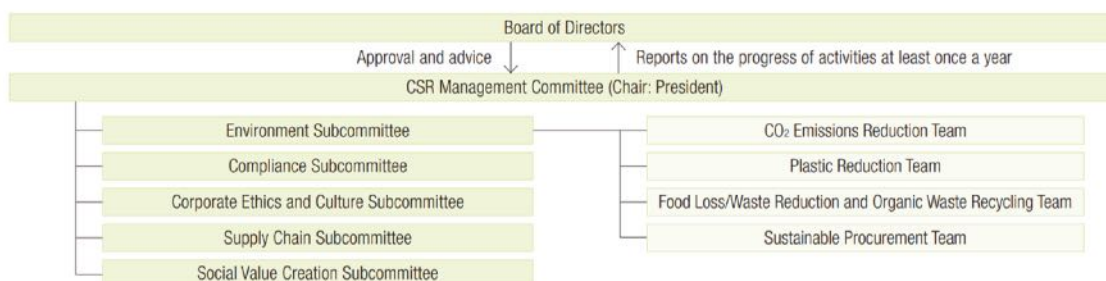 Board of Directors
Approval and advice
Reports on the progress of activities at least once a year
CSR Management Committee (Chair: President)
Environment Subcommittee
CO₂ Emissions Reduction Team
Compliance Subcommittee
Plastic Reduction Team
Corporate Ethics and Culture Subcommittee
Food Loss/Waste Reduction and Organic Waste Recycling Team
Supply Chain Subcommittee
Sustainable Procurement Team
Social Value Creation Subcommittee